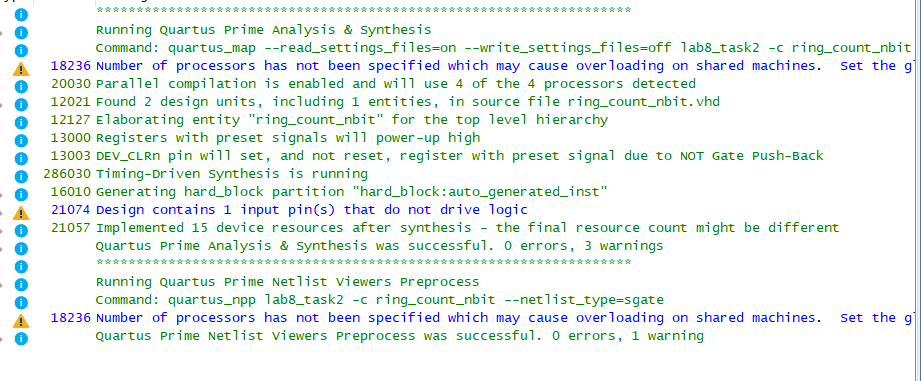 ********************************************************************
Running Quartus Prime Analysis & Synthesis
Command: quartus_map --read_settings_files=on --write_settings_files=off lab8_task2 -c ring_count_nbit
18236 Number of processors has not been specified which may cause overloading on shared machines.  Set the
20030 Parallel compilation is enabled and will use 4 of the 4 processors detected
12021 Found 2 design units, including 1 entities, in source file ring_count_nbit.vhd
12127 Elaborating entity "ring_count_nbit" for the top level hierarchy
13000 Registers with preset signals will power-up high
13003 DEV_CLRn pin will set, and not reset, register with preset signal due to NOT Gate Push-Back
286030 Timing-Driven Synthesis is running
16010 Generating hard_block partition "hard_block:auto_generated_inst"
21074 Design contains 1 input pin(s) that do not drive logic
21057 Implemented 15 device resources after synthesis - the final resource count might be different
Quartus Prime Analysis & Synthesis was successful. 0 errors, 3 warnings
********************************************************************
Running Quartus Prime Netlist Viewers Preprocess
Command: quartus_npp lab8_task2 -c ring_count_nbit --netlist_type=sgate
18236 Number of processors has not been specified which may cause overloading on shared machines.  Set the
Quartus Prime Netlist Viewers Preprocess was successful. 0 errors, 1 warning